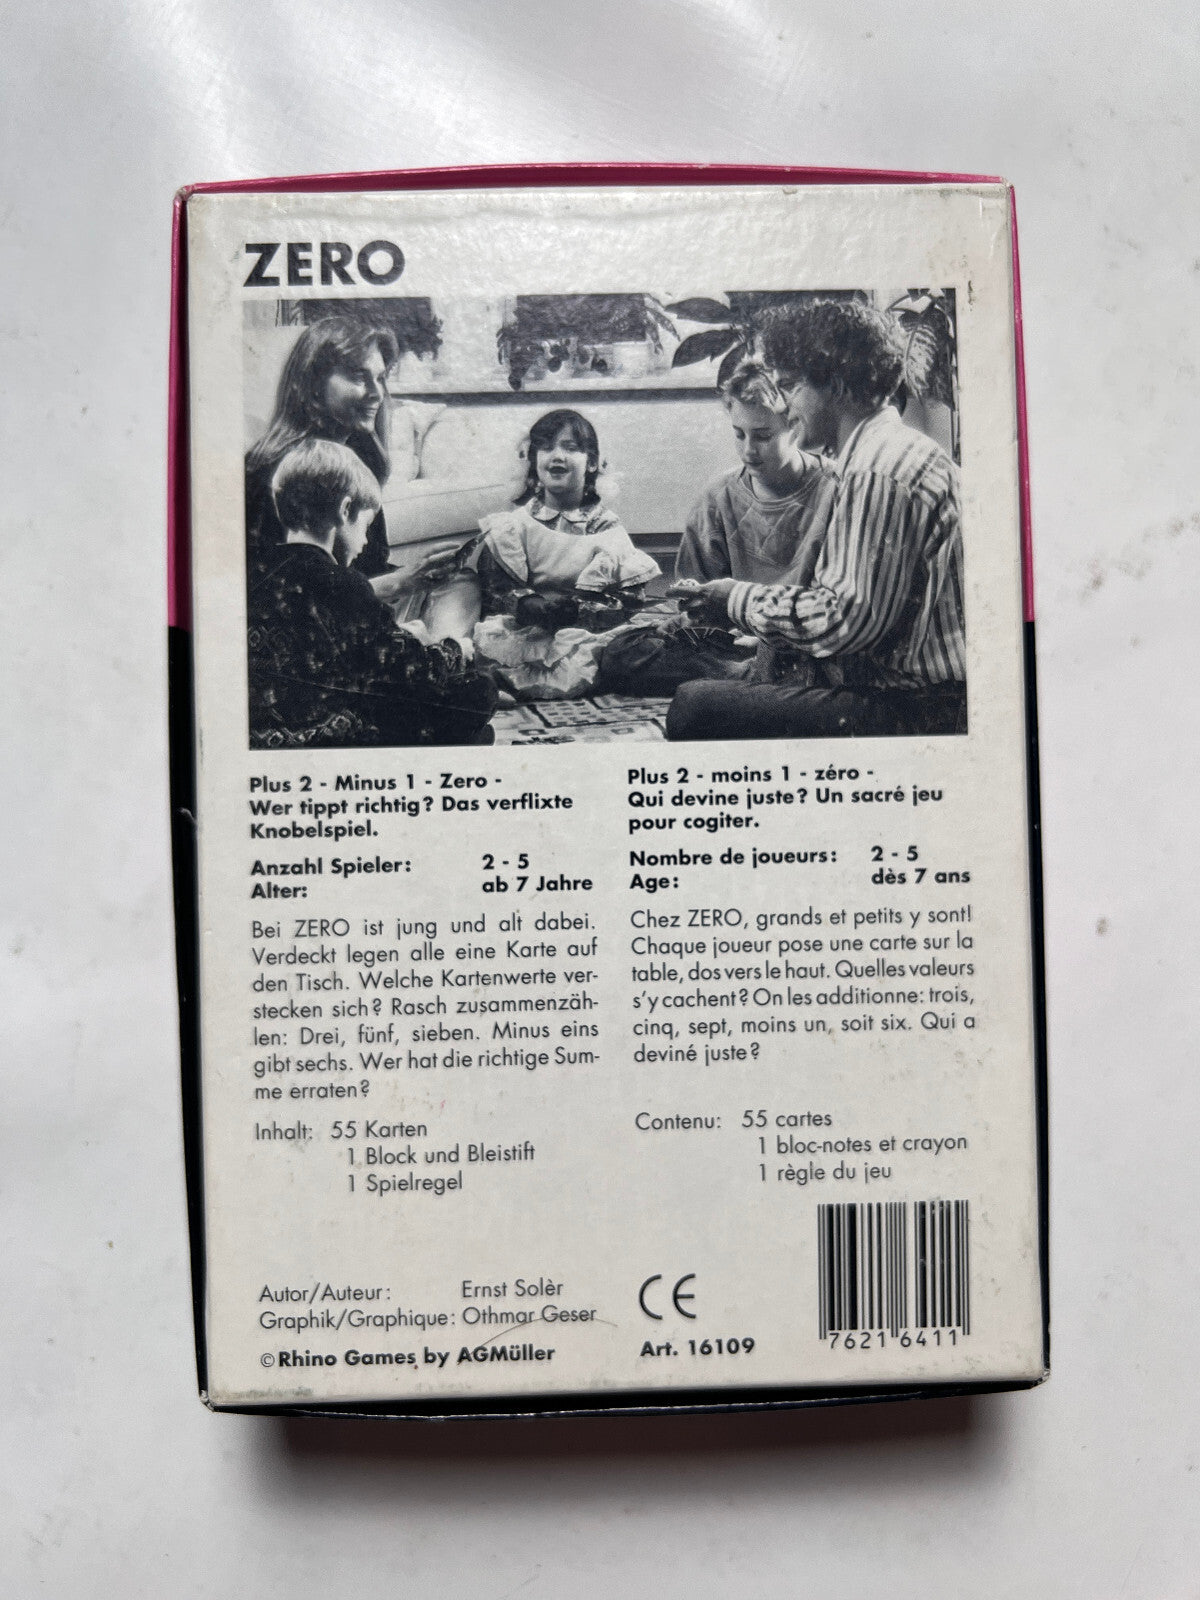 ZERO
Plus 2 - Minus 1 - Zero -
Wer tippt richtig? Das verflixte
Knobelspiel.
Anzahl Spieler: 2 - 5
Alter: ab 7 Jahre
Bei ZERO ist jung und alt dabei.
Verdeckt legen alle eine Karte auf
den Tisch. Welche Kartenwerte ver-
stecken sich? Rasch zusammenzäh-
len: Drei, fünf, sieben. Minus eins
gibt sechs. Wer hat die richtige Sum-
me erraten?
Inhalt: 55 Karten
1 Block und Bleistift
1 Spielregel
Plus 2 - moins 1 - zéro -
Qui devine juste? Un sacré jeu
pour cogiter.
Nombre de joueurs: 2 - 5
Age: dès 7 ans
Chez ZERO, grands et petits y sont!
Chaque joueur pose une carte sur la
table, dos vers le haut. Quelles valeurs
s'y cachent? On les additionne: trois,
cinq, sept, moins un, soit six. Qui a
deviné juste?
Contenu: 55 cartes
1 bloc-notes et crayon
1 règle du jeu
Autor/Auteur: Ernst Solèr
Graphik/Graphique: Othmar Geser
©Rhino Games by AGMüller
CE
Art. 16109
7621 6411